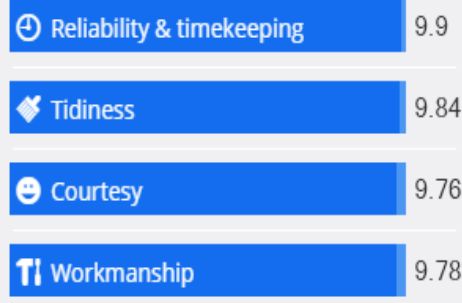 Reliability & timekeeping 9.9
Tidiness 9.84
Courtesy 9.76
Workmanship 9.78